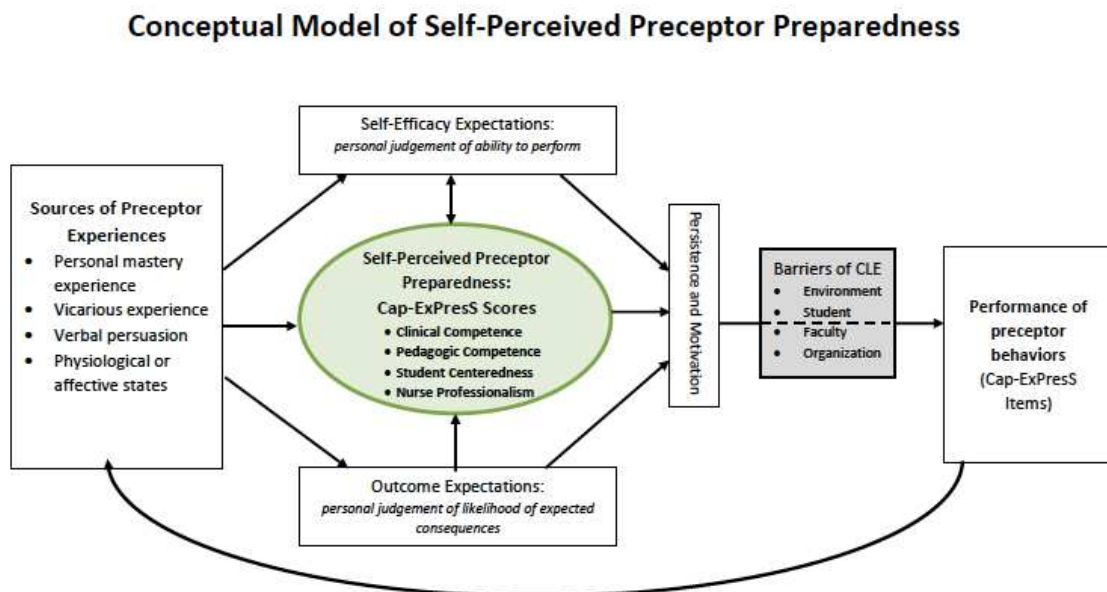 Conceptual Model of Self-Perceived Preceptor Preparedness
Self-Efficacy Expectations:
personal judgement of ability to perform
Sources of Preceptor
Experiences
• Personal mastery
experience
• Vicarious experience
• Verbal persuasion
• Physiological or
affective states
Self-Perceived Preceptor
Preparedness:
Cap-ExPresS Scores
• Clinical Competence
• Pedagogic Competence
• Student Centeredness
• Nurse Professionalism
Outcome Expectations:
personal judgement of likelihood of expected
consequences
Persistence and Motivation
Barriers of CLE
• Environment
• Student
• Faculty
• Organization
Performance of
preceptor
behaviors
(Cap-ExPresS
Items)